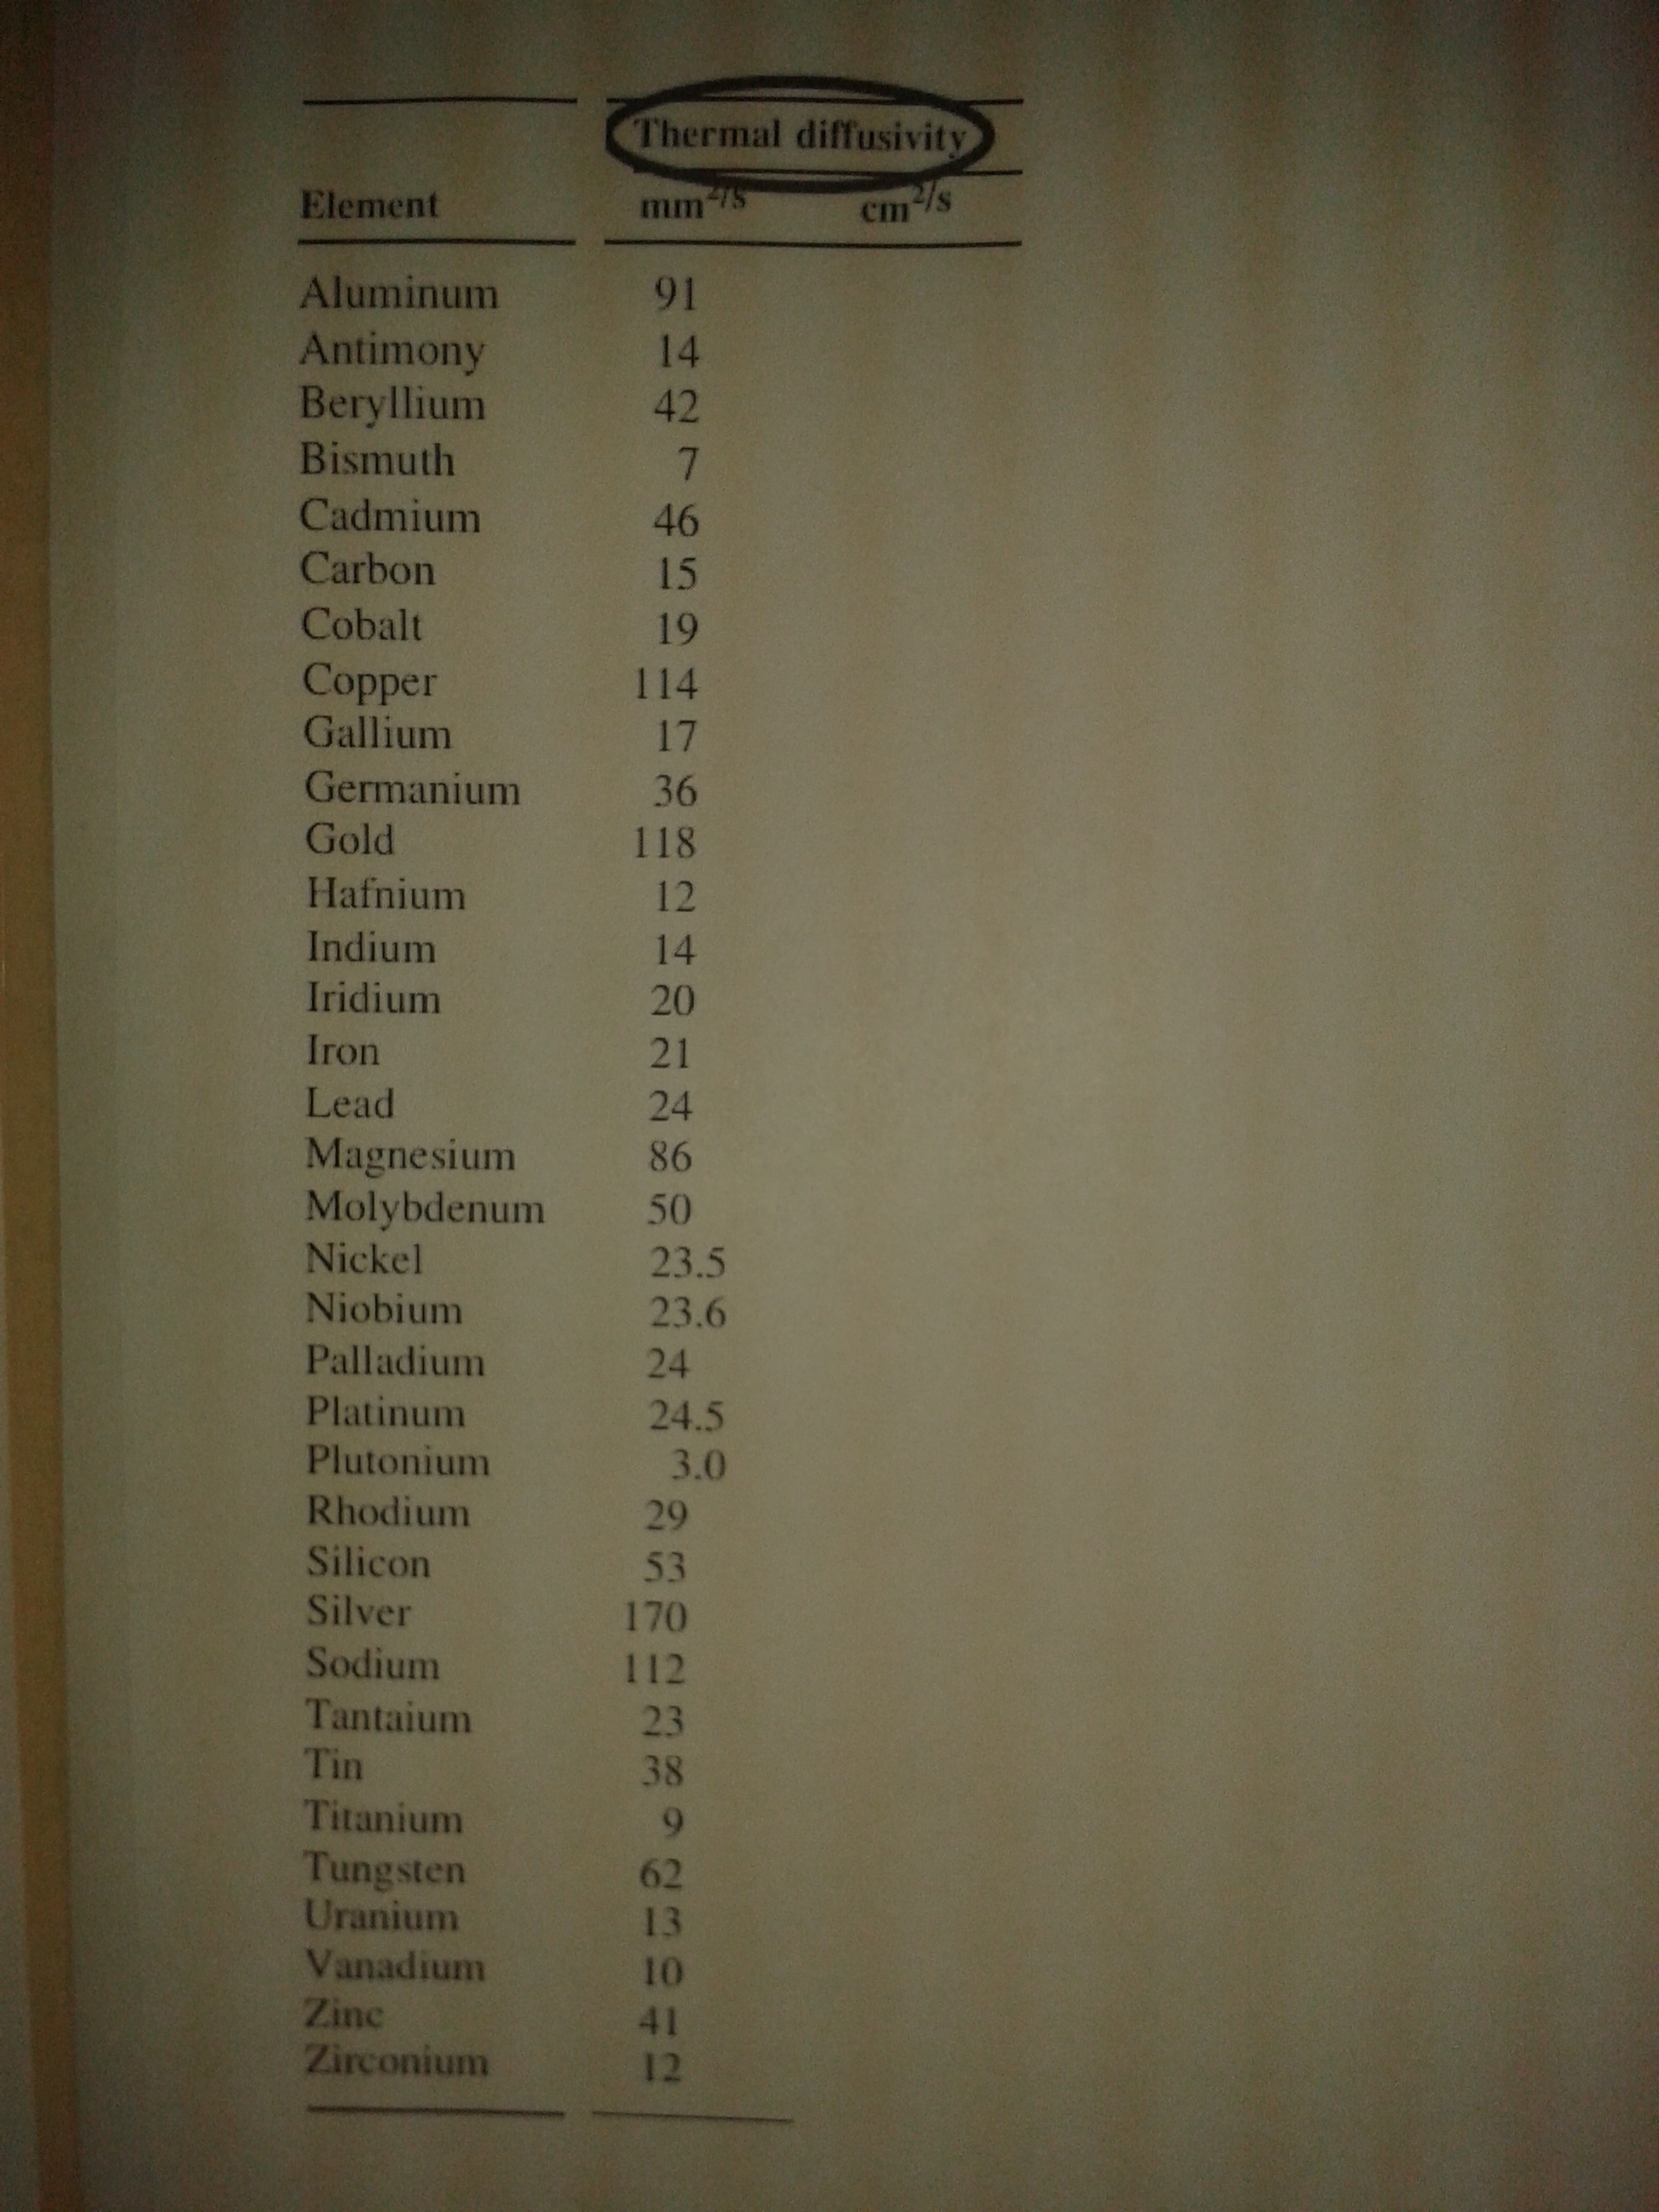 Thermal diffusivity
Element mm²/s cm²/s
Aluminum 91
Antimony 14
Beryllium 42
Bismuth 7
Cadmium 46
Carbon 15
Cobalt 19
Copper 114
Gallium 17
Germanium 36
Gold 118
Hafnium 12
Indium 14
Iridium 20
Iron 21
Lead 24
Magnesium 86
Molybdenum 50
Nickel 23.5
Niobium 23.6
Palladium 24
Platinum 24.5
Plutonium 3.0
Rhodium 29
Silicon 53
Silver 170
Sodium 112
Tantaium 23
Tin 38
Titanium 9
Tungsten 62
Uranium 13
Vanadium 10
Zinc 41
Zirconium 12